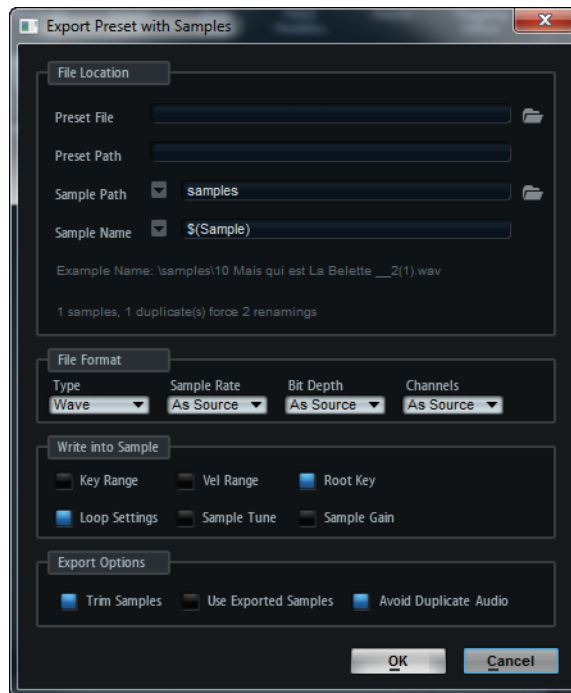 Export Preset with Samples
File Location
Preset File
Preset Path
Sample Path samples
Sample Name $(Sample)
Example Name: \samples\10 Mais qui est La Belette __2(1).wav
1 samples, 1 duplicate(s) force 2 renamings
File Format
Type Sample Rate Bit Depth Channels
Wave As Source As Source As Source
Write into Sample
Key Range Vel Range Root Key
Loop Settings Sample Tune Sample Gain
Export Options
Trim Samples Use Exported Samples Avoid Duplicate Audio
OK Cancel